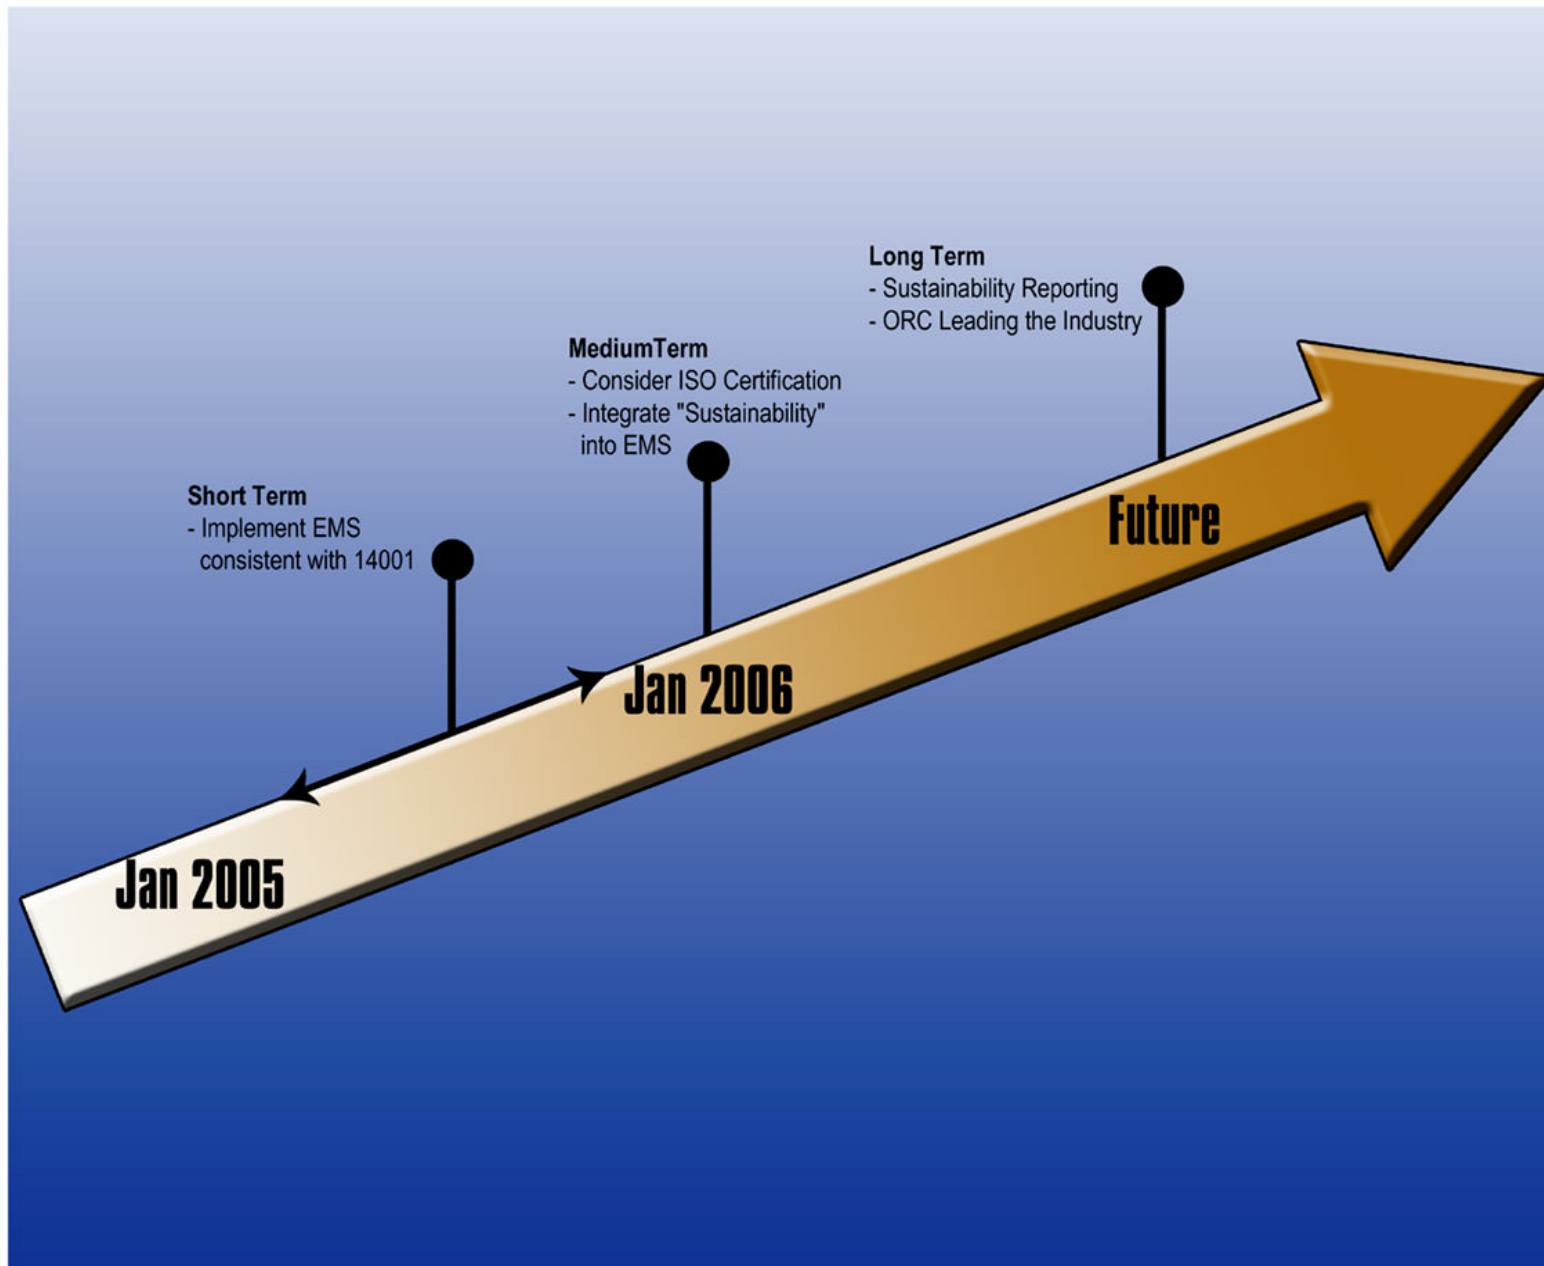 Long Term
- Sustainability Reporting
- ORC Leading the Industry
MediumTerm
- Consider ISO Certification
- Integrate "Sustainability"
into EMS
Short Term
- Implement EMS
consistent with 14001
Future
Jan 2006
Jan 2005